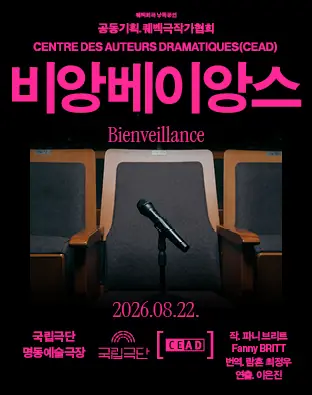 퀘벡희곡 낭독공연
공동기획. 퀘벡극작가협회
CENTRE DES AUTEURS DRAMATIQUES(CEAD)
비앙베이앙스
Bienveillance
2026.08.22.
국립극단
명동예술극장
국립극단
CEAD
작. 파니 브리트
Fanny BRITT
번역. 람혼 최정우
연출. 이은진